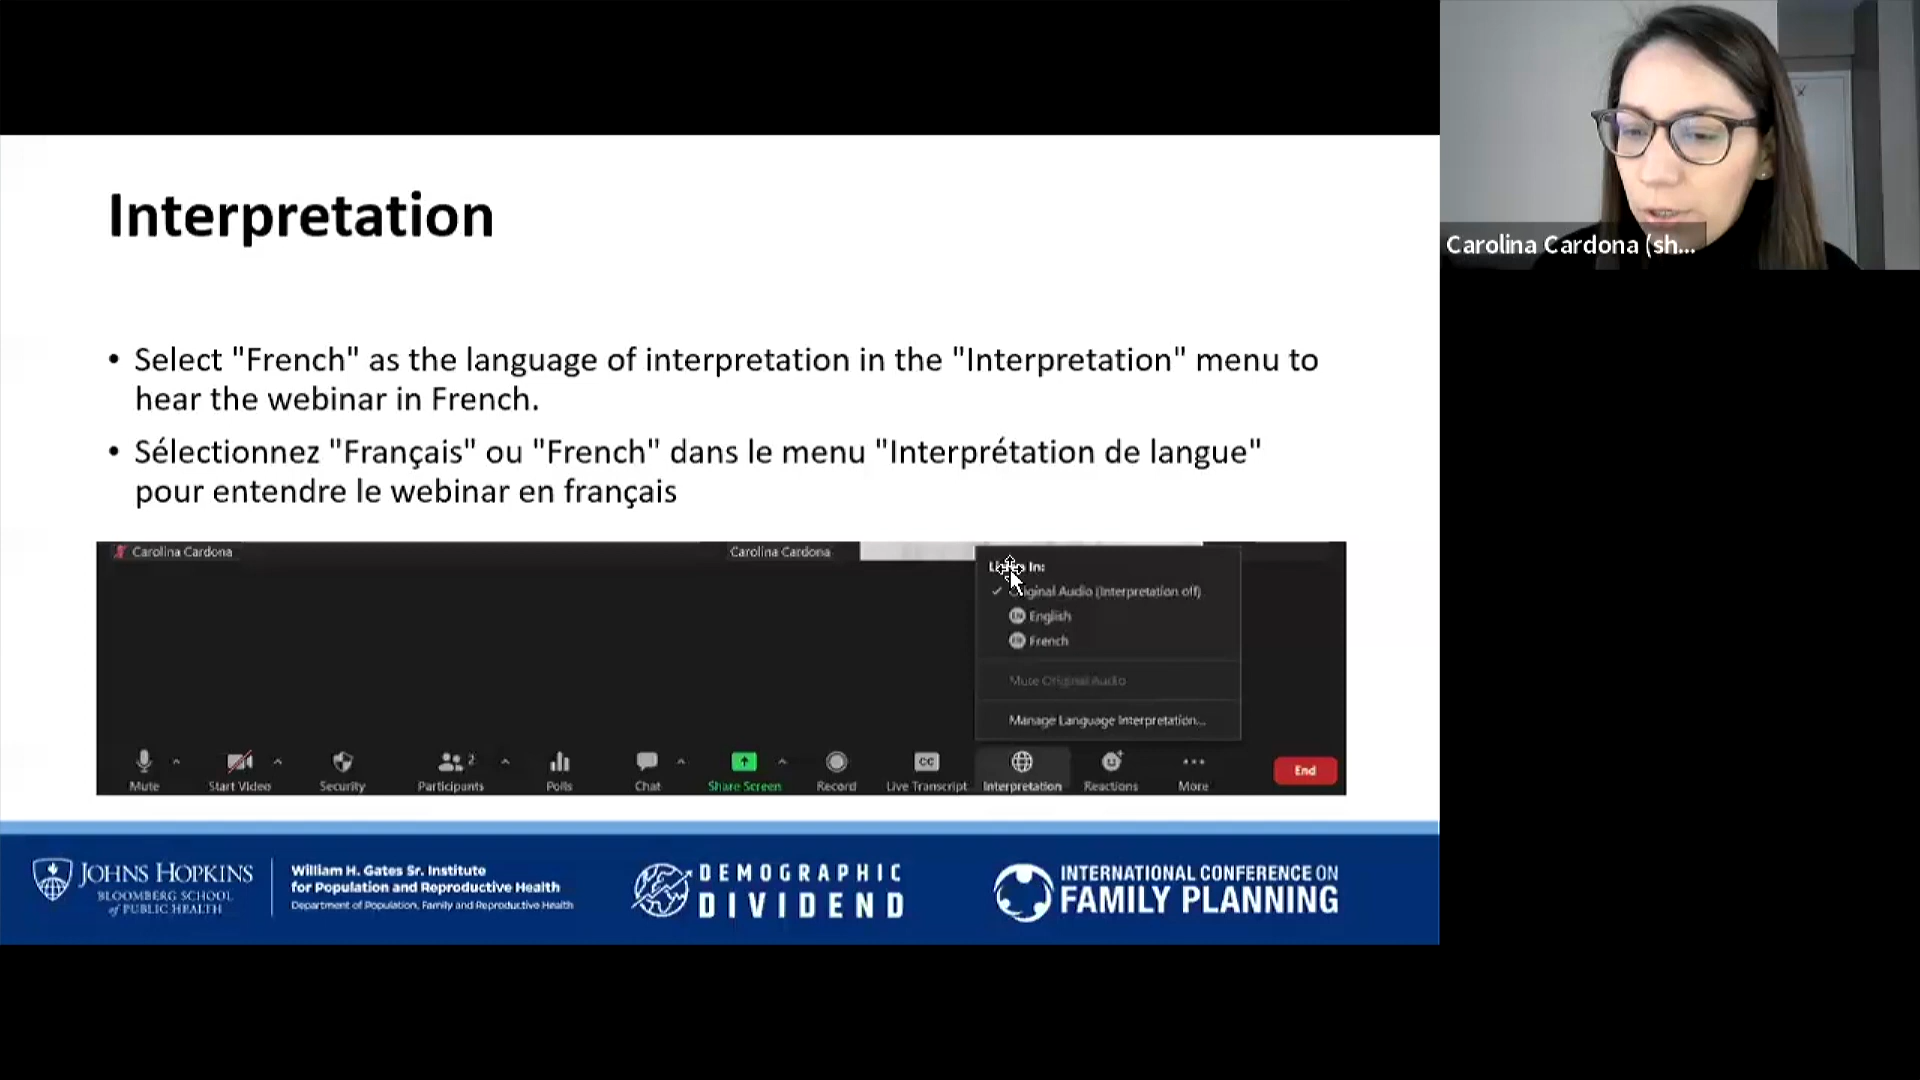 Interpretation
• Select "French" as the language of interpretation in the "Interpretation" menu to
hear the webinar in French.
• Sélectionnez "Français" ou "French" dans le menu "Interprétation de langue"
pour entendre le webinar en français
Carolina Cardona
Carolina Cardona
In:
Original Audio (Interpretation off)
English
French
Mute Original Audio
Manage Language Interpretation...
2
Mute
Start Video
Security
Participants
Polls
Chat
Share Screen
Record
CC
Live Transcript
Interpretation
Reactions
More
End
JOHNS HOPKINS
BLOOMBERG SCHOOL
of PUBLIC HEALTH
William H. Gates Sr. Institute
for Population and Reproductive Health
Department of Population, Family and Reproductive Health
DEMOGRAPHIC
DIVIDEND
INTERNATIONAL CONFERENCE ON
FAMILY PLANNING
Carolina Cardona (sh...